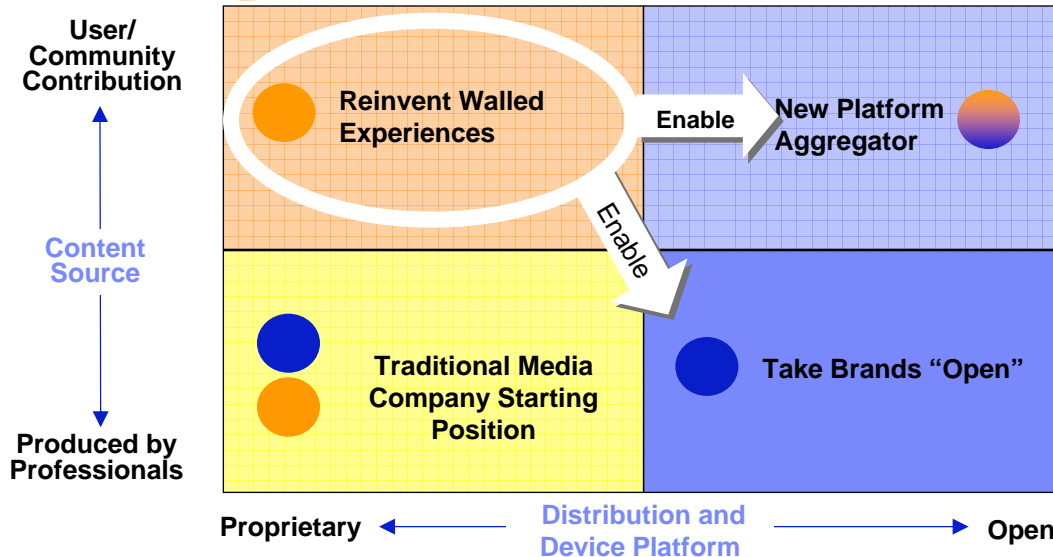 User/
Community
Contribution
Reinvent Walled
Experiences
Enable
New Platform
Aggregator
Enable
Content
Source
Traditional Media
Company Starting
Position
Take Brands “Open”
Produced by
Professionals
Proprietary
Distribution and
Device Platform
Open